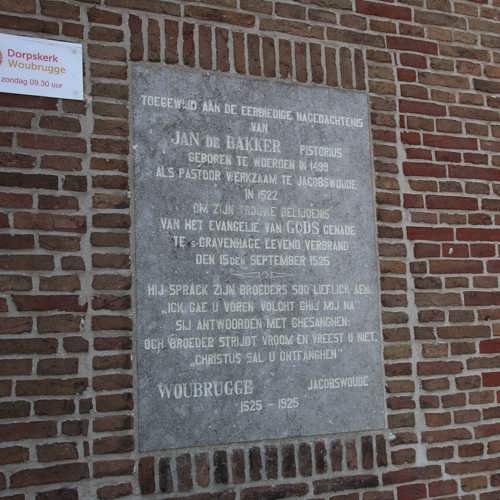 Dorpskerk
Woubrugge
zondag 09.30 uur
TOEGEWIJD AAN DE EERBIEDIGE NAGEDACHTENIS
VAN
JAN DE BAKKER PISTORIUS
GEBOREN TE WOERDEN IN 1499
ALS PASTOOR WERKZAAM TE JACOBSWOUDE
IN 1522
OM ZIJN TROUWE BELIJDENIS
VAN HET EVANGELIE VAN GODS GENADE
TE 'S GRAVENHAGE LEVEND VERBRAND
DEN 15DEN SEPTEMBER 1525
HIJ SPRACK ZIJN BROEDERS SOO LIEFLICK AEN:
„ICK GAE U VOREN, VOLCHT GHIJ MIJ NA"
SIJ ANTWOORDEN MET GHESANGHEN:
OCH BROEDER STRIJDT VROOM EN VREEST U NIET,
„CHRISTUS SAL U ONTFANGHEN"
WOUBRUGGE JACOBSWOUDE
1525 - 1925